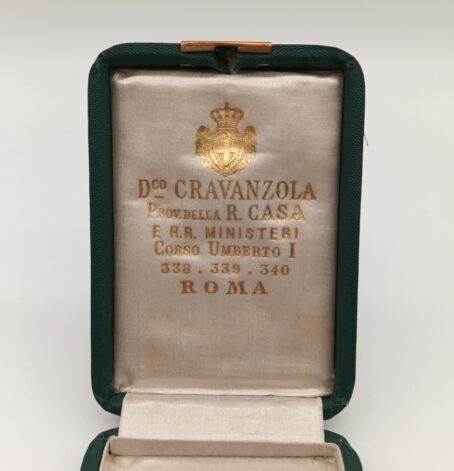 Dco CRAVANZOLA
PROV. DELLA R. CASA
E R.R. MINISTERI
CORSO UMBERTO I
338 . 339 . 340
ROMA